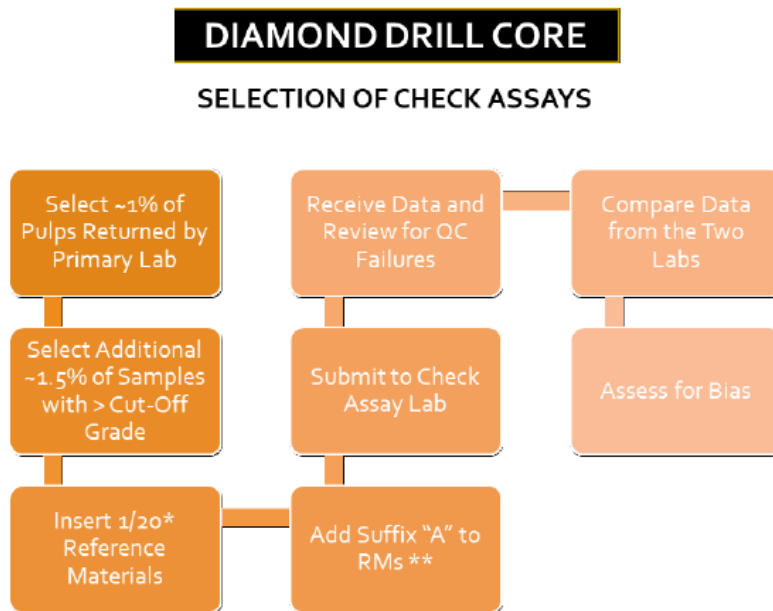 DIAMOND DRILL CORE
SELECTION OF CHECK ASSAYS
Select ~1% of
Pulps Returned by
Primary Lab
Select Additional
~1.5% of Samples
with > Cut-Off
Grade
Insert 1/20*
Reference
Materials
Add Suffix “A” to
RMs **
Submit to Check
Assay Lab
Receive Data and
Review for QC
Failures
Compare Data
from the Two
Labs
Assess for Bias